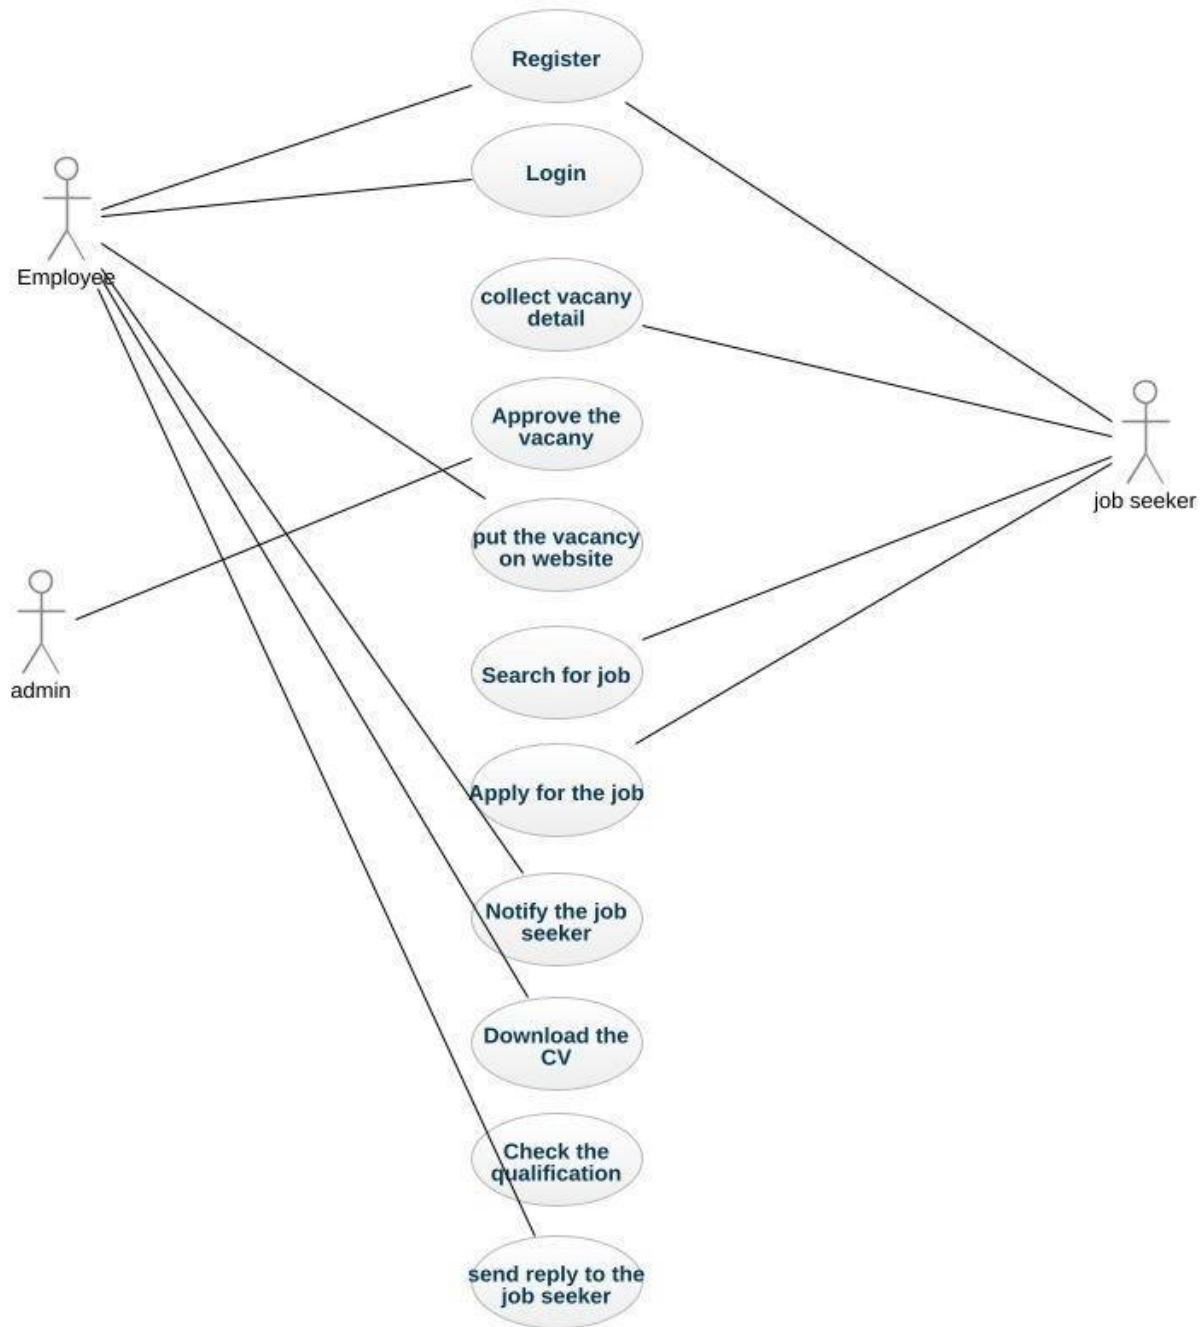 Register
Login
Employee
collect vacany
detail
Approve the
vacany
job seeker
put the vacancy
on website
Search for job
admin
Apply for the job
Notify the job
seeker
Download the
CV
Check the
qualification
send reply to the
job seeker